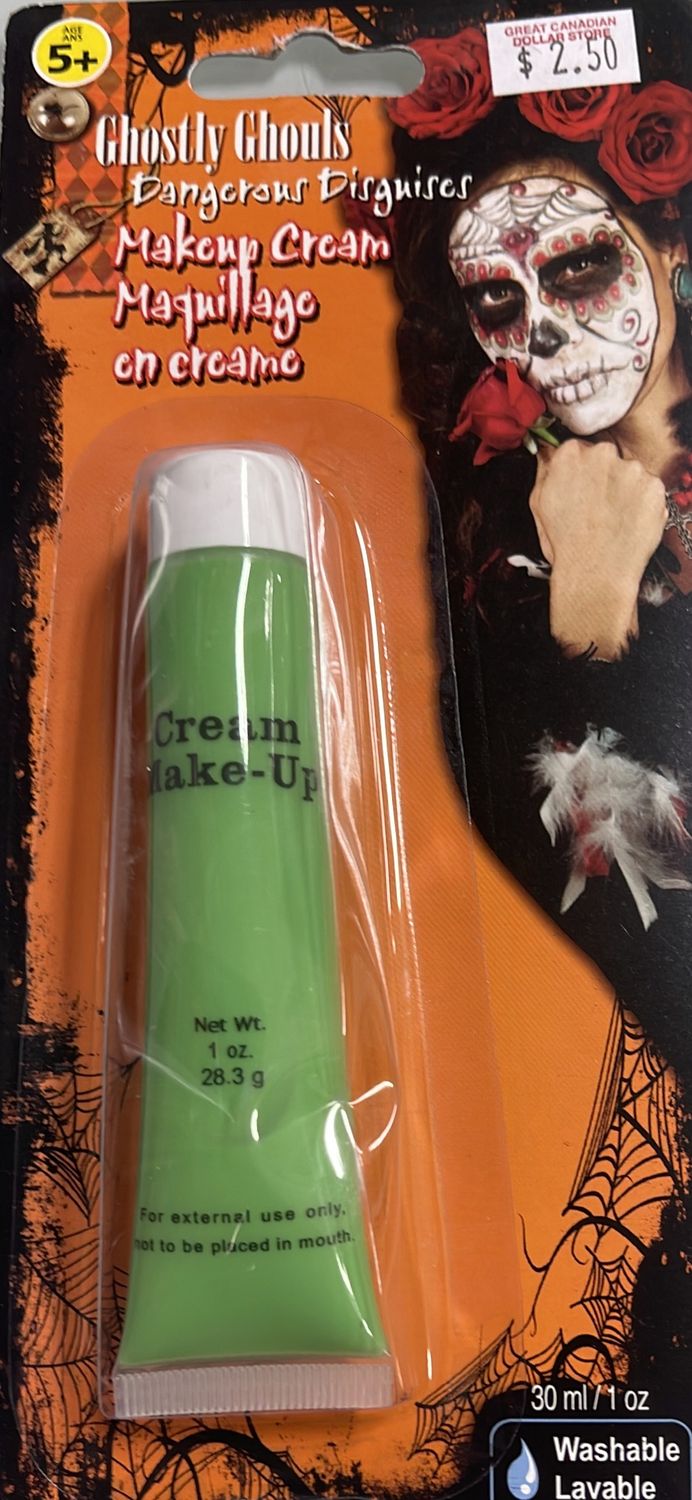 AGE
ANS
5+
GREAT CANADIAN
DOLLAR STORE
$ 2.50
Ghostly Ghouls
Dangerous Disguises
Makeup Cream
Maquillage
en creame
Cream
Make-Up
Net Wt.
1 oz.
28.3 g
For external use only,
not to be placed in mouth.
30 ml / 1 oz
Washable
Lavable